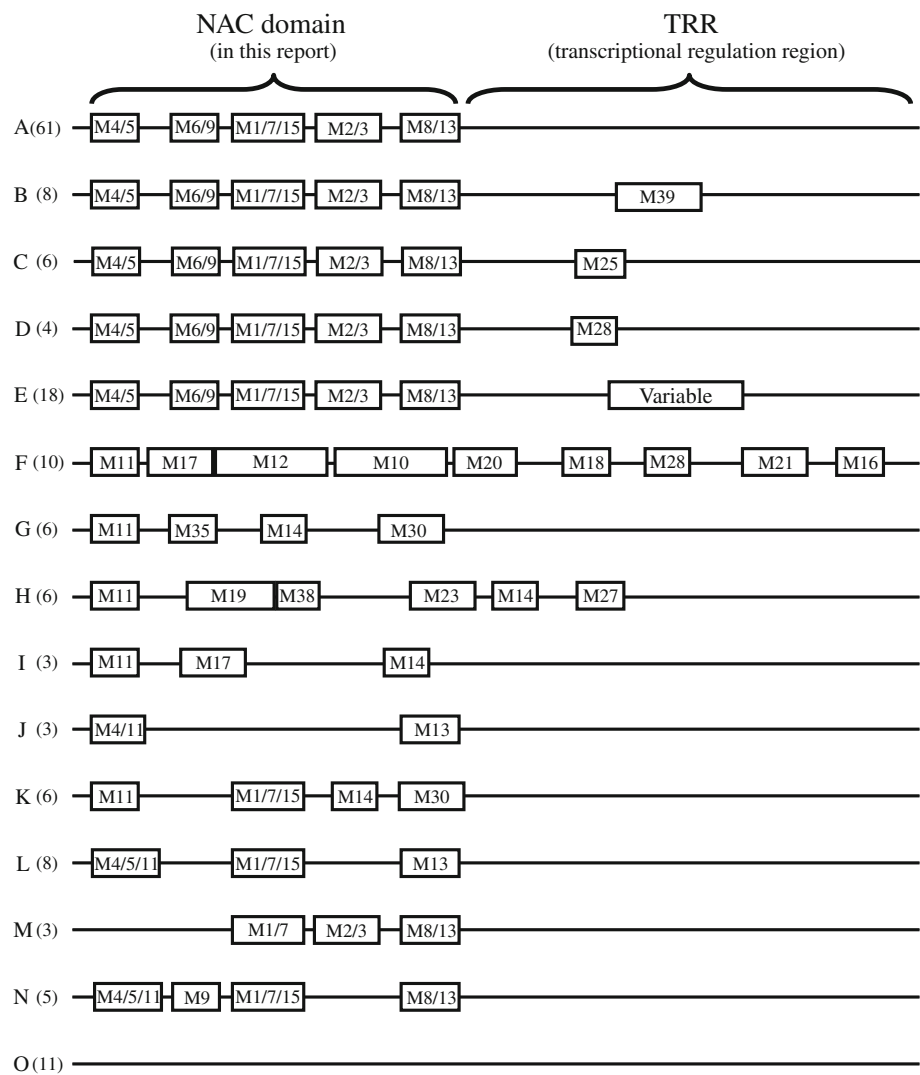 NAC domain TRR
(in this report) (transcriptional regulation region)
A(61) M4/5 M6/9 M1/7/15 M2/3 M8/13
B (8) M4/5 M6/9 M1/7/15 M2/3 M8/13 M39
C (6) M4/5 M6/9 M1/7/15 M2/3 M8/13 M25
D (4) M4/5 M6/9 M1/7/15 M2/3 M8/13 M28
E (18) M4/5 M6/9 M1/7/15 M2/3 M8/13 Variable
F (10) M11 M17 M12 M10 M20 M18 M28 M21 M16
G (6) M11 M35 M14 M30
H (6) M11 M19 M38 M23 M14 M27
I (3) M11 M17 M14
J (3) M4/11 M13
K (6) M11 M1/7/15 M14 M30
L (8) M4/5/11 M1/7/15 M13
M (3) M1/7 M2/3 M8/13
N (5) M4/5/11 M9 M1/7/15 M8/13
O (11)